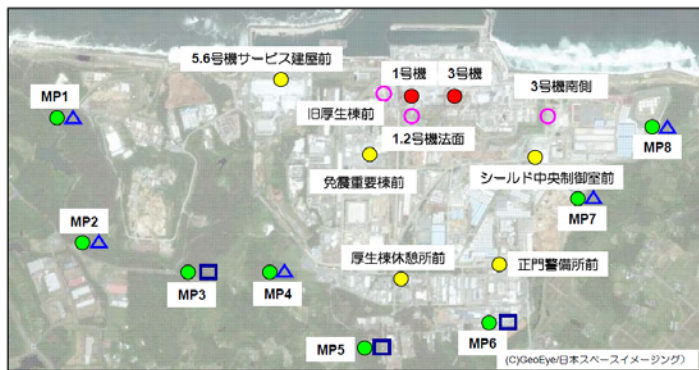 5.6号機サービス建屋前
1号機
3号機
3号機南側
MP1
旧厚生棟前
1.2号機法面
MP8
免震重要棟前
シールド中央制御室前
MP7
MP2
厚生棟休憩所前
正門警備所前
MP3
MP4
MP6
MP5
(C)GeoEye/日本スペースイメージング)